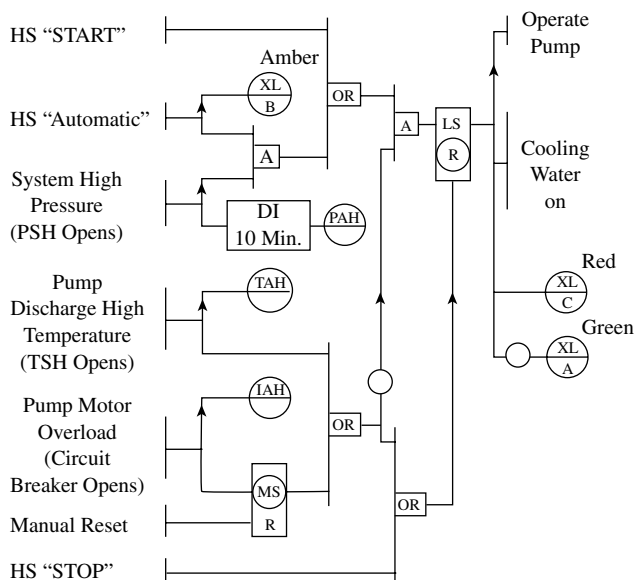 HS “START”
Operate
Pump
Amber
XL
B
OR
HS “Automatic”
A
LS
R
A
Cooling
Water
on
System High
Pressure
(PSH Opens)
DI
10 Min.
PAH
Red
XL
C
Pump
Discharge High
Temperature
(TSH Opens)
TAH
Green
XL
A
Pump Motor
Overload
(Circuit
Breaker Opens)
IAH
OR
MS
R
OR
Manual Reset
HS “STOP”